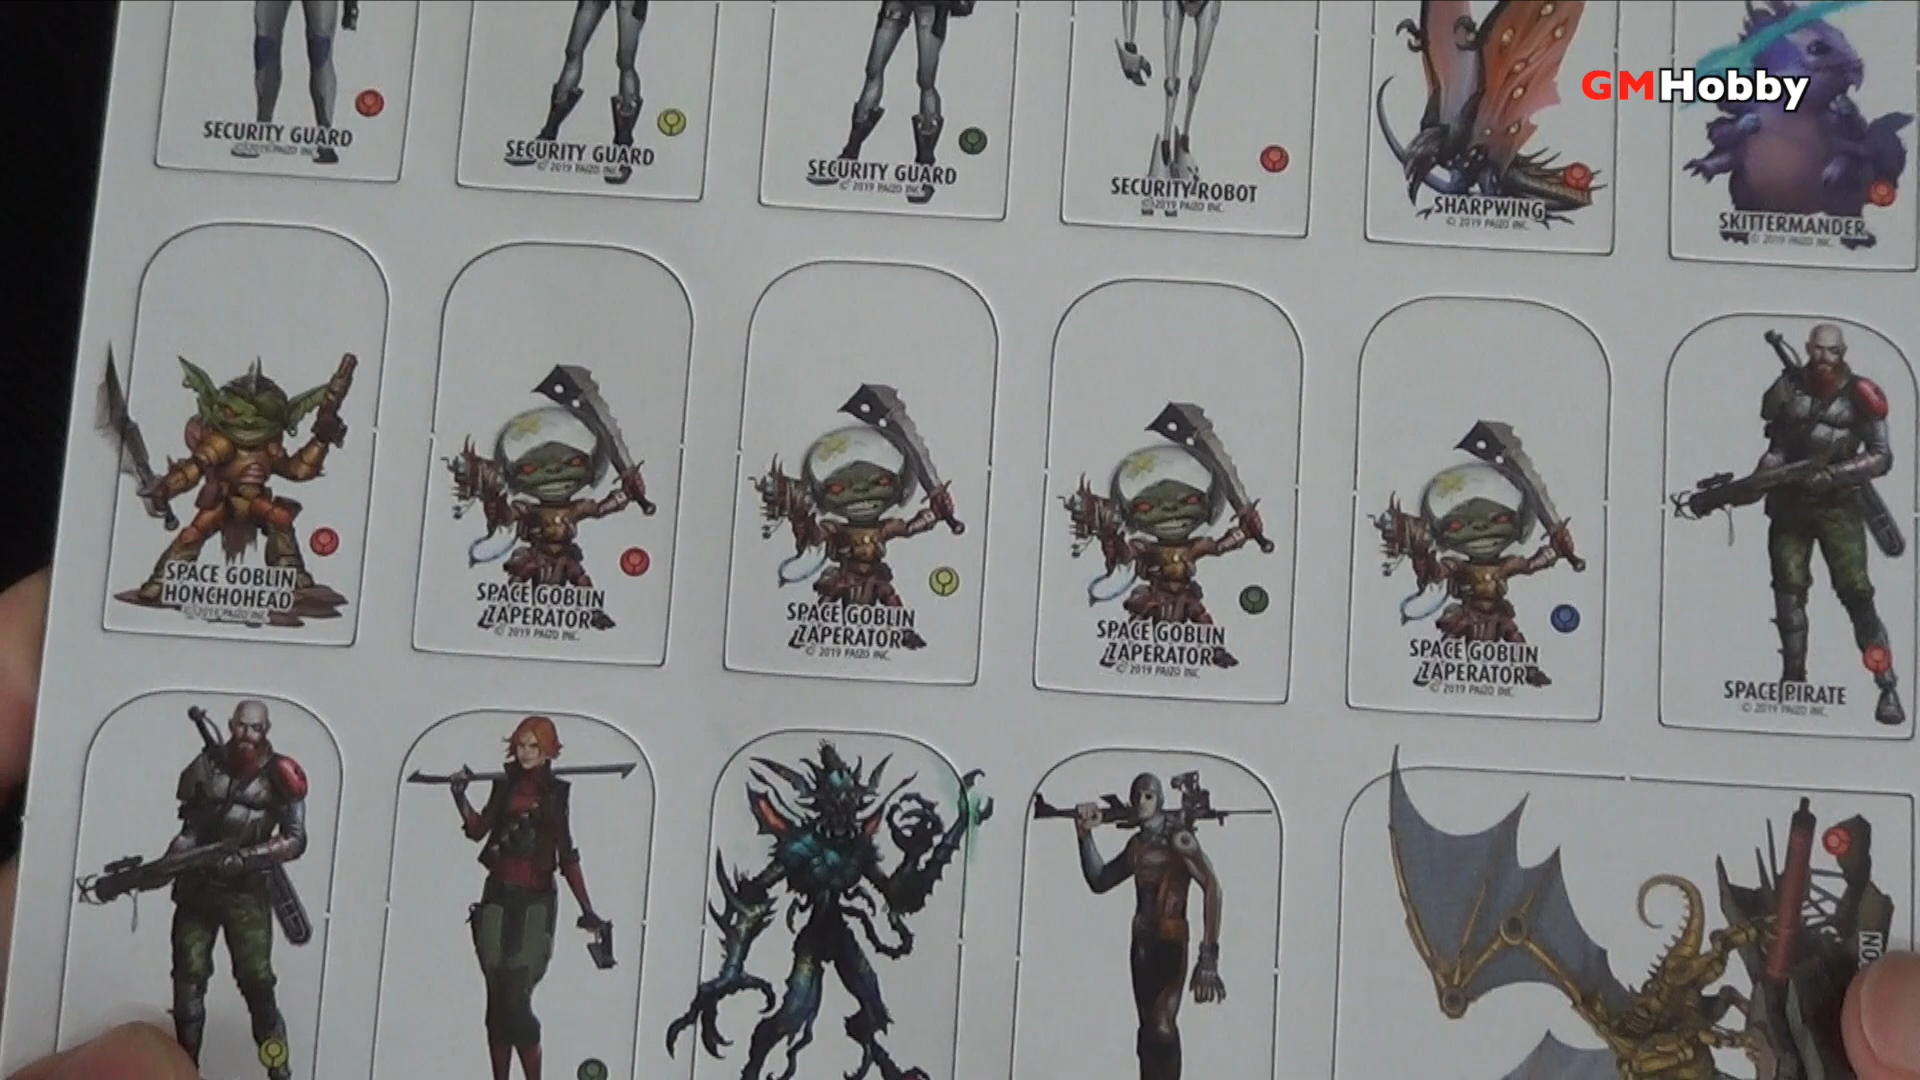 GMHobby
SECURITY GUARD
© 2019 PAIZO INC.
SECURITY GUARD
© 2019 PAIZO INC.
SECURITY GUARD
© 2019 PAIZO INC.
SECURITY ROBOT
© 2019 PAIZO INC.
SHARPWING
© 2019 PAIZO INC.
SKITTERMANDER
© 2019 PAIZO INC.
SPACE GOBLIN
HONCHOHEAD
© 2019 PAIZO INC.
SPACE GOBLIN
ZAPERATOR
© 2019 PAIZO INC.
SPACE GOBLIN
ZAPERATOR
© 2019 PAIZO INC.
SPACE GOBLIN
ZAPERATOR
© 2019 PAIZO INC.
SPACE GOBLIN
ZAPERATOR
© 2019 PAIZO INC.
SPACE PIRATE
© 2019 PAIZO INC.